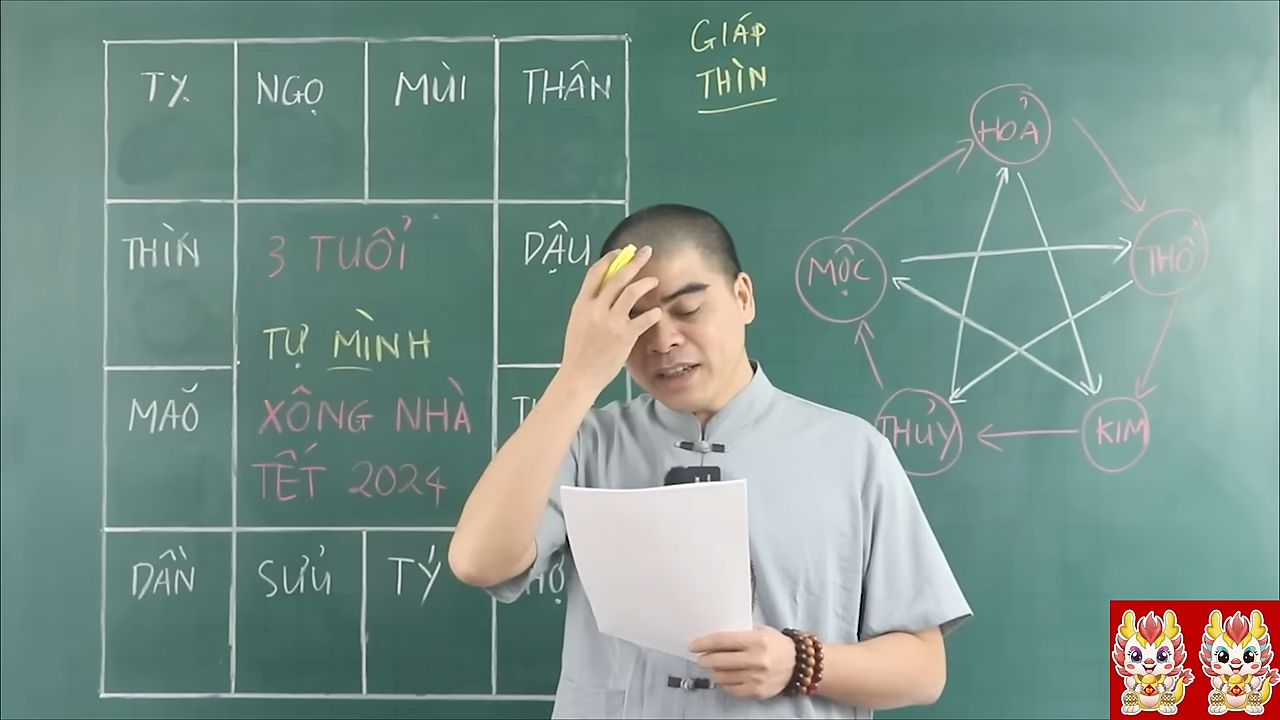 TỴ NGỌ MÙI THÂN
GIÁP
THÌN
HỎA
THÌN
3 TUỔI
DẬU
MỘC
THỔ
TỰ MÌNH
MÃO
XÔNG NHÀ
THỦY
KIM
TẾT 2024
DẦN SỬU TÝ